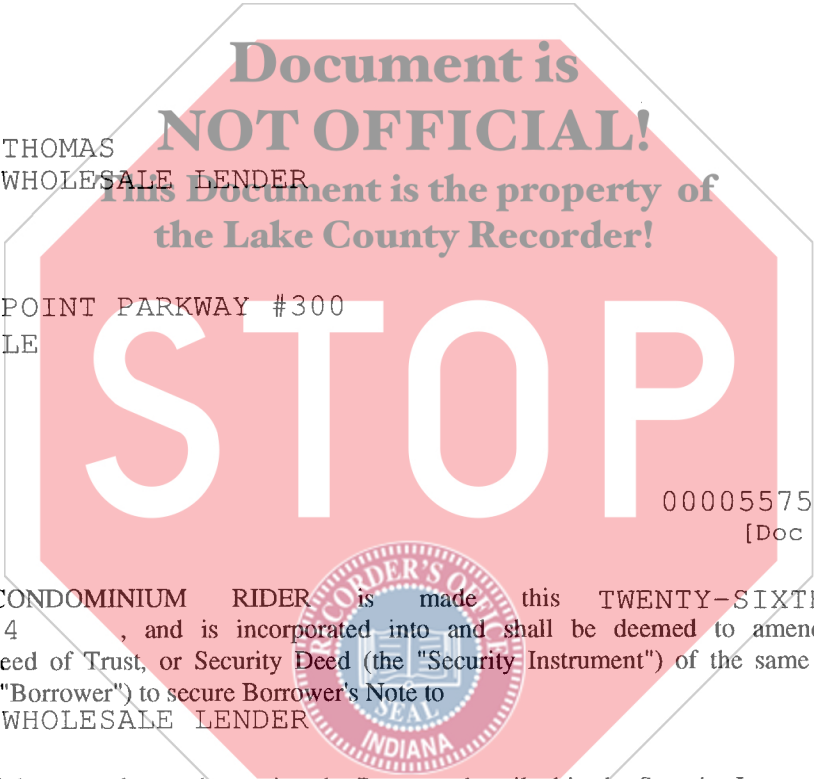 Document is
NOT OFFICIAL!
THOMAS
WHOLESALE LENDER
This Document is the property of
the Lake County Recorder!
POINT PARKWAY #300
LE
STOP
00005575
[Doc
CONDOMINIUM RIDER is made this TWENTY-SIXTH
4 , and is incorporated into and shall be deemed to amend
eed of Trust, or Security Deed (the "Security Instrument") of the same
"Borrower") to secure Borrower's Note to
WHOLESALE LENDER
RECORDER'S OFFICE
SEAL
INDIANA